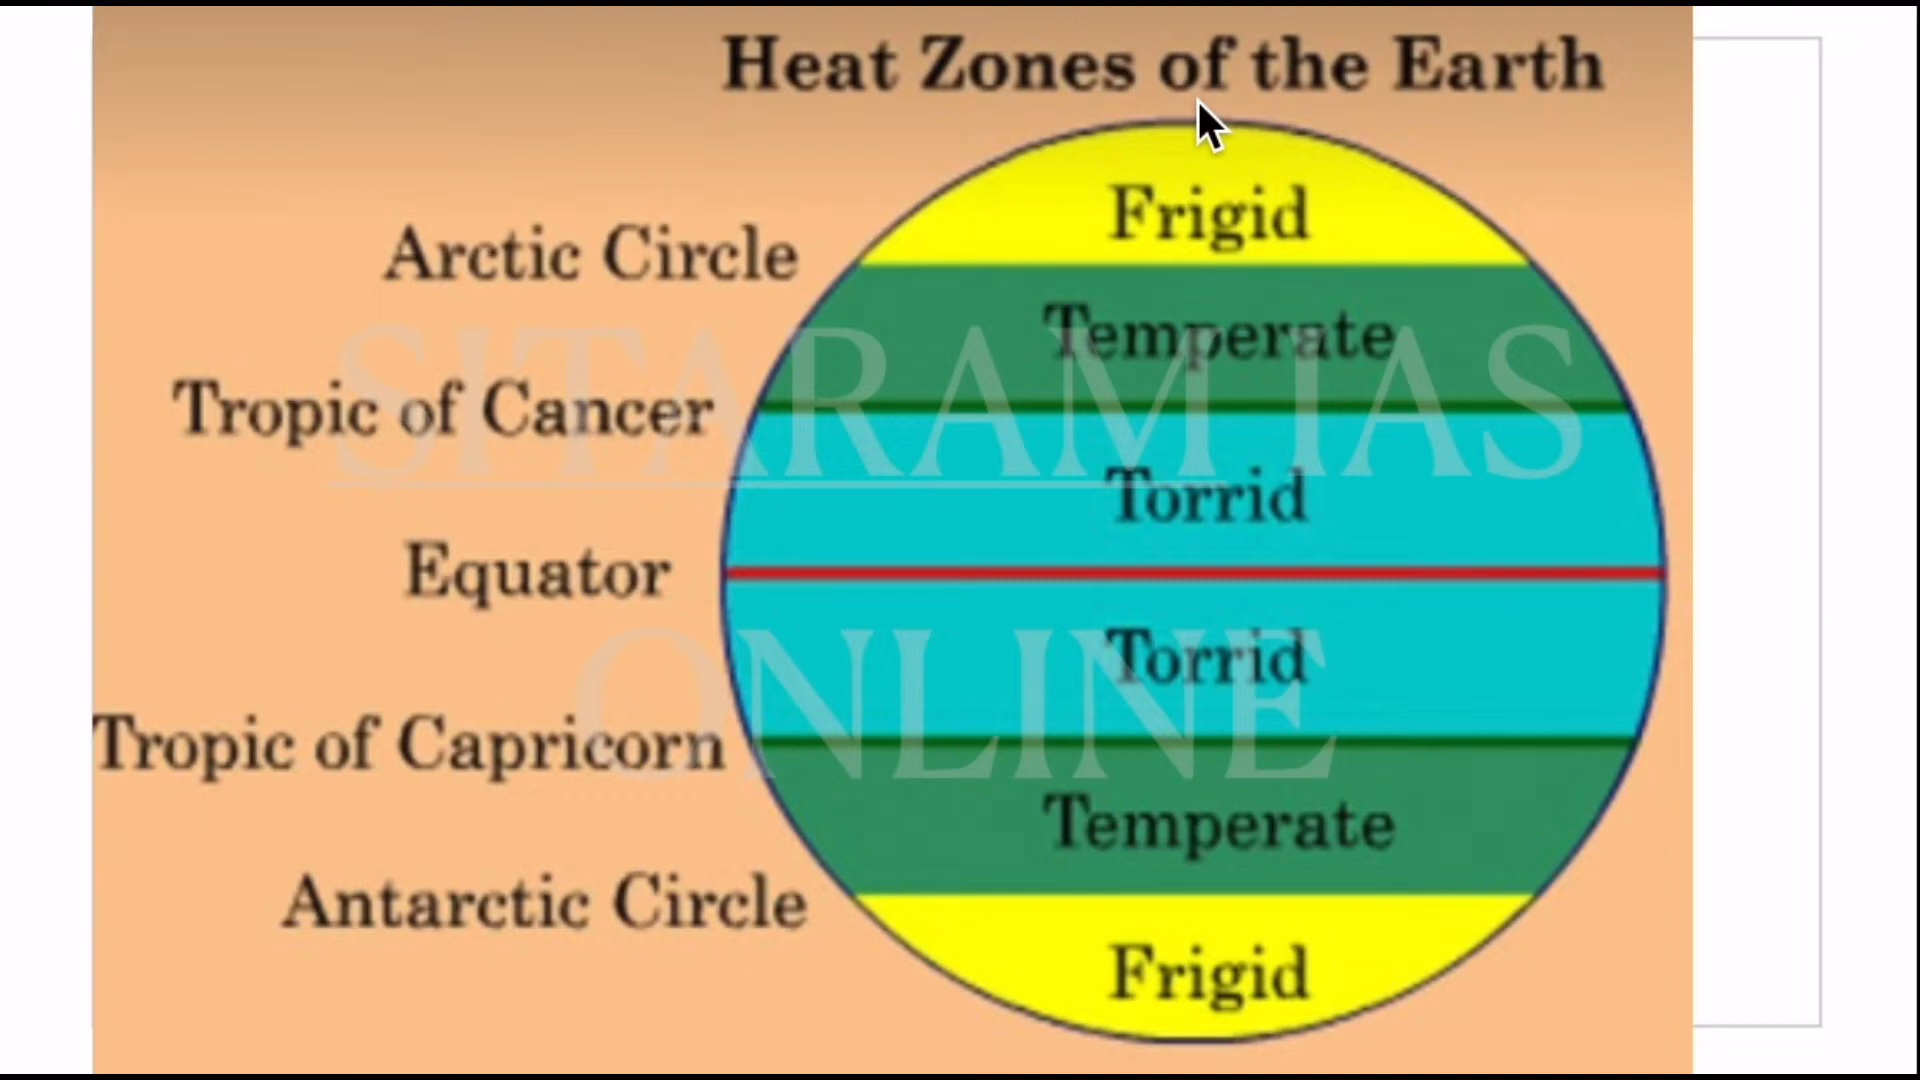 Heat Zones of the Earth
Frigid
Arctic Circle
Temperate
SITARAM IAS
Tropic of Cancer
Torrid
Equator
Torrid
ONLINE
Tropic of Capricorn
Temperate
Antarctic Circle
Frigid